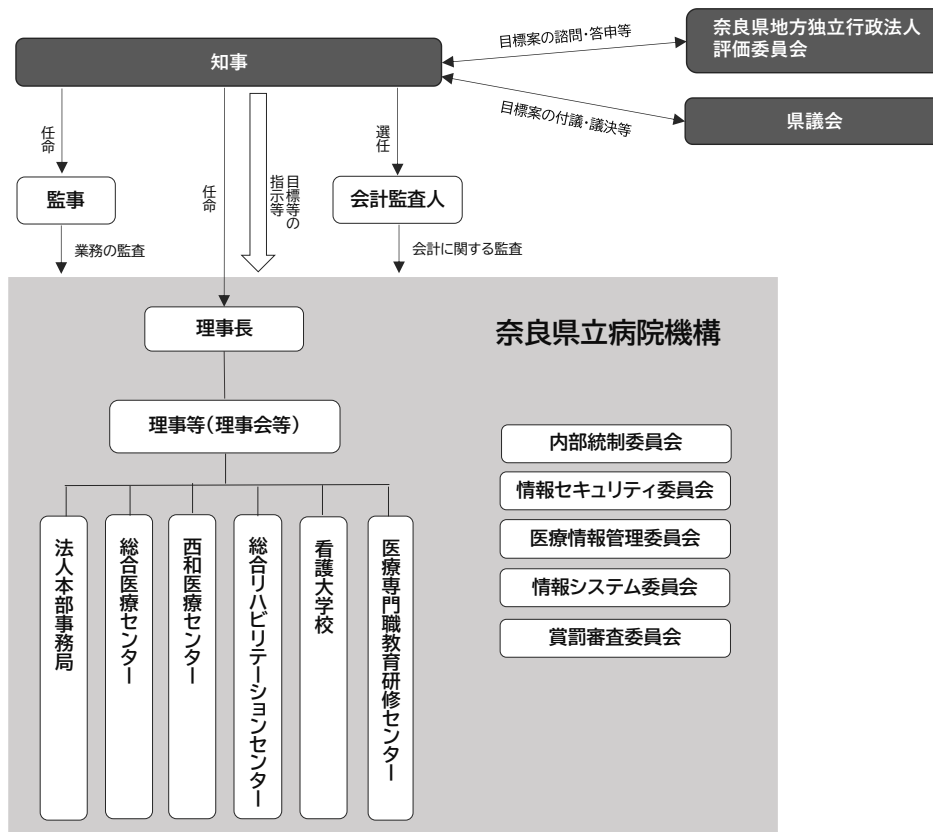 知事
目標案の諮問・答申等
奈良県地方独立行政法人
評価委員会
目標案の付議・議決等
県議会
任命
任命
目標等の
指示等
選任
監事
会計監査人
業務の監査
会計に関する監査
奈良県立病院機構
理事長
理事等(理事会等)
法人本部事務局
総合医療センター
西和医療センター
総合リハビリテーションセンター
看護大学校
医療専門職教育研修センター
内部統制委員会
情報セキュリティ委員会
医療情報管理委員会
情報システム委員会
賞罰審査委員会